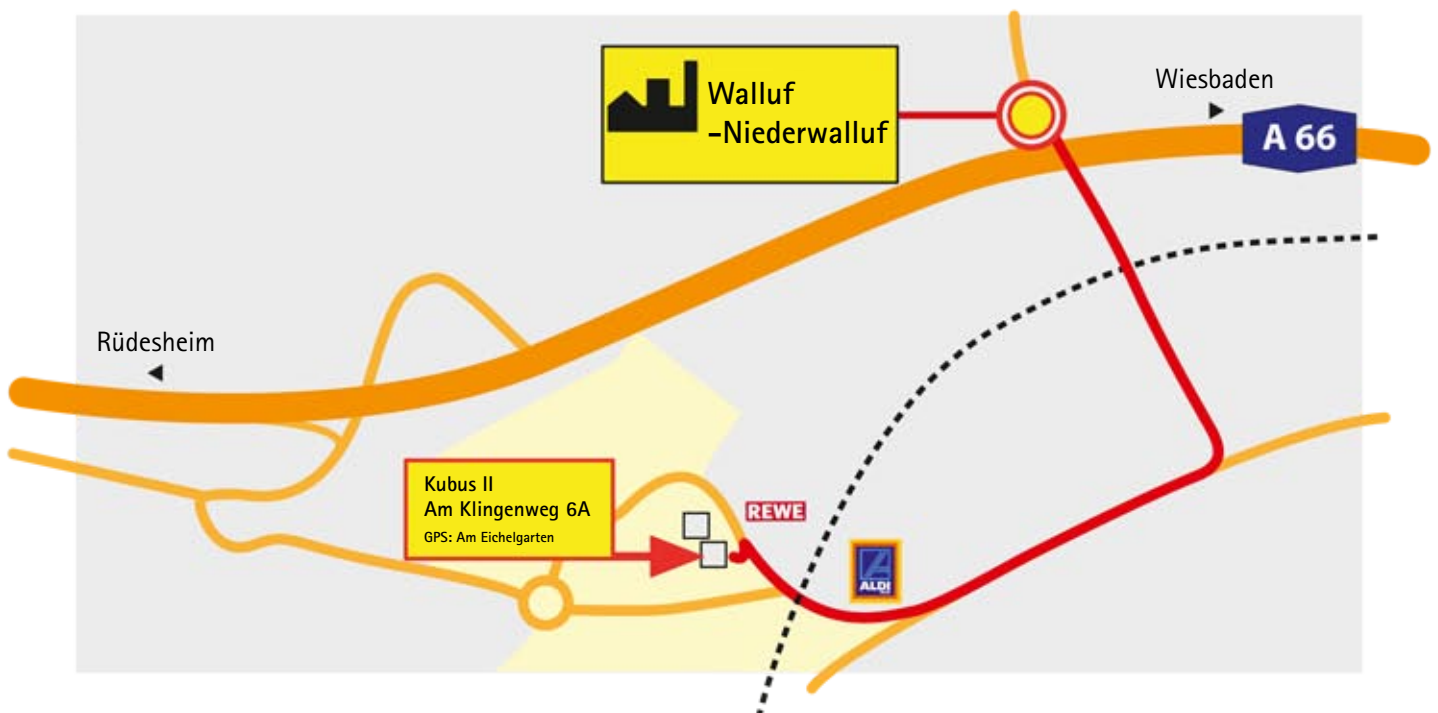 Walluf
-Niederwalluf
Wiesbaden
A 66
Rüdesheim
Kubus II
Am Klingenweg 6A
GPS: Am Eichelgarten
REWE
ALDI